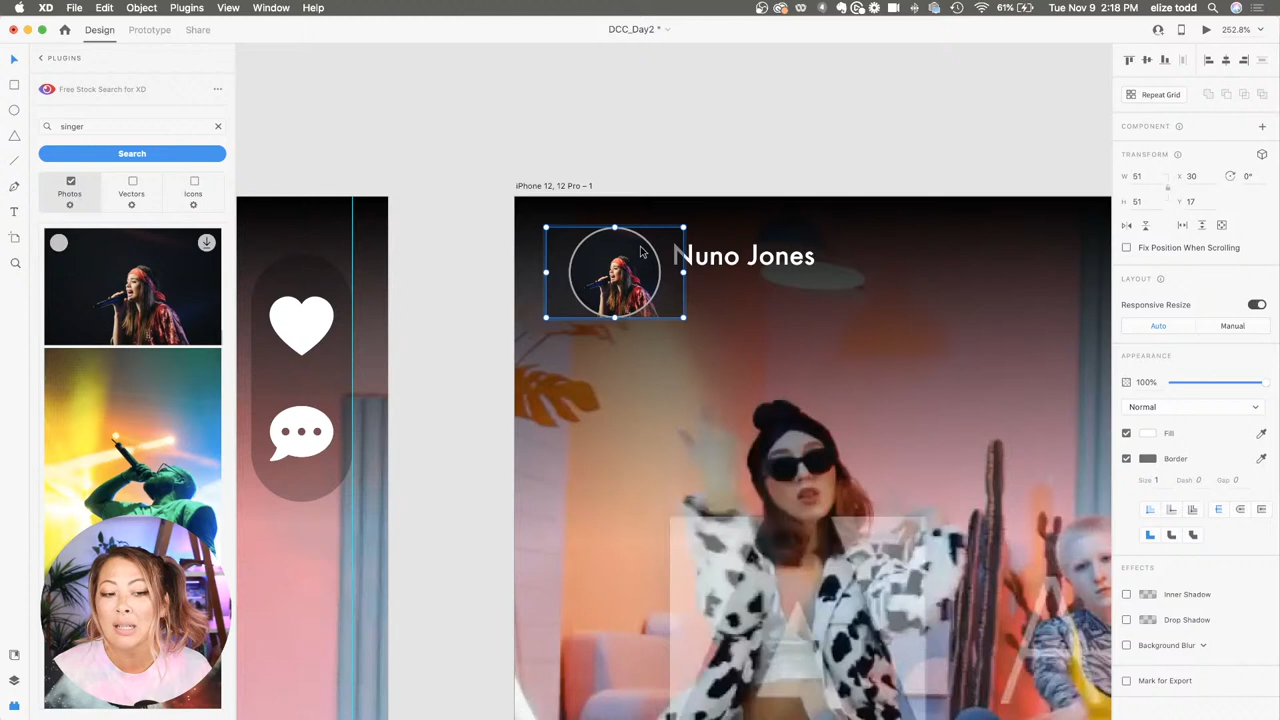 XD File Edit Object Plugins View Window Help
61% Tue Nov 9 2:18 PM elize todd
Design Prototype Share
DCC_Day2 *
252.8%
PLUGINS
Free Stock Search for XD
singer
Search
Photos Vectors Icons
iPhone 12, 12 Pro – 1
Nuno Jones
Repeat Grid
COMPONENT
TRANSFORM
W 51 X 30 0°
H 51 Y 17
Fix Position When Scrolling
LAYOUT
Responsive Resize
Auto Manual
APPEARANCE
100%
Normal
Fill
Border
Size 1 Dash 0 Gap 0
EFFECTS
Inner Shadow
Drop Shadow
Background Blur
Mark for Export